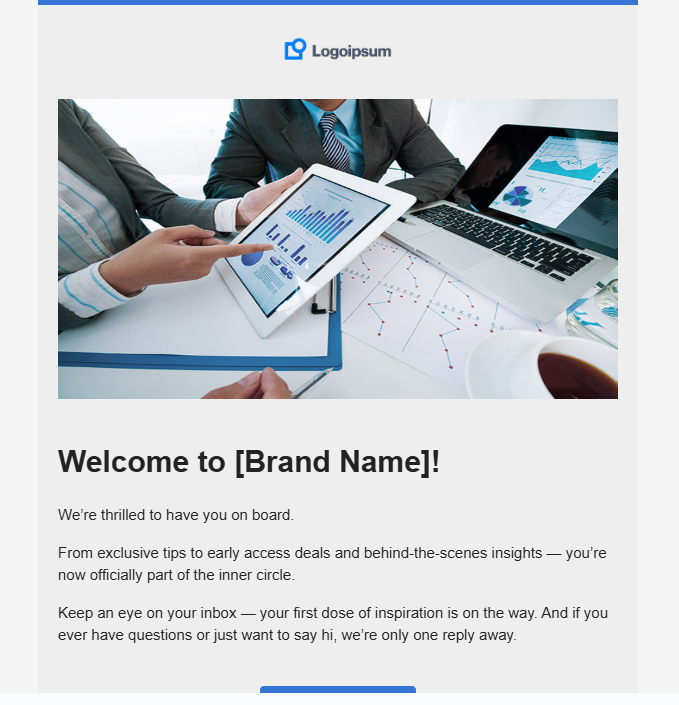 Logoipsum
Welcome to [Brand Name]!
We’re thrilled to have you on board.
From exclusive tips to early access deals and behind-the-scenes insights — you’re
now officially part of the inner circle.
Keep an eye on your inbox — your first dose of inspiration is on the way. And if you
ever have questions or just want to say hi, we’re only one reply away.